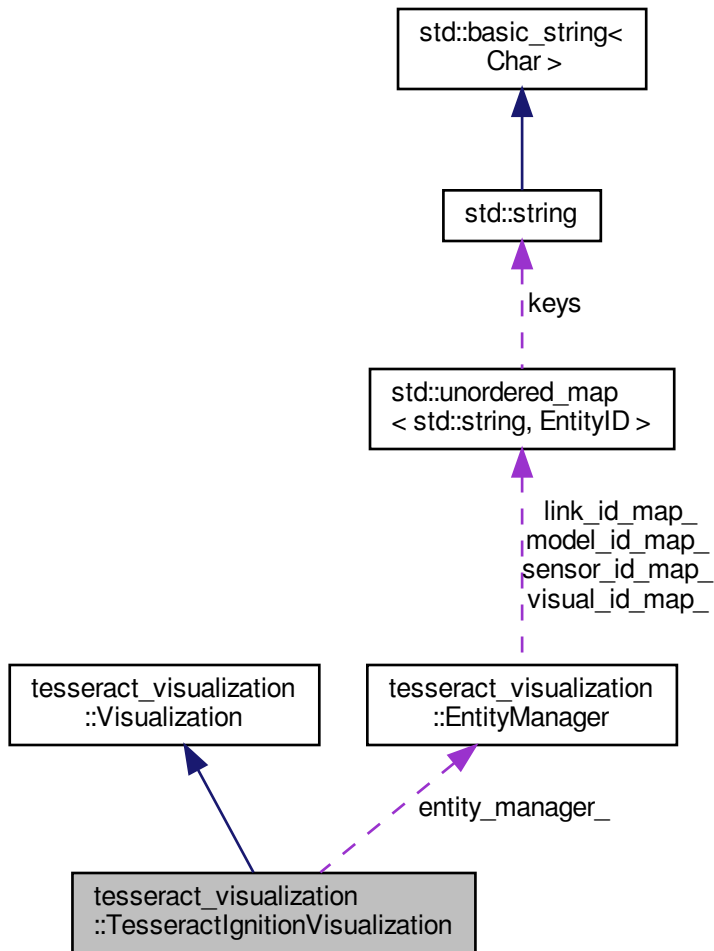 std::basic_string<
Char >
std::string
keys
std::unordered_map
< std::string, EntityID >
link_id_map_
model_id_map_
sensor_id_map_
visual_id_map_
tesseract_visualization
::Visualization
tesseract_visualization
::EntityManager
entity_manager_
tesseract_visualization
::TesseractIgnitionVisualization